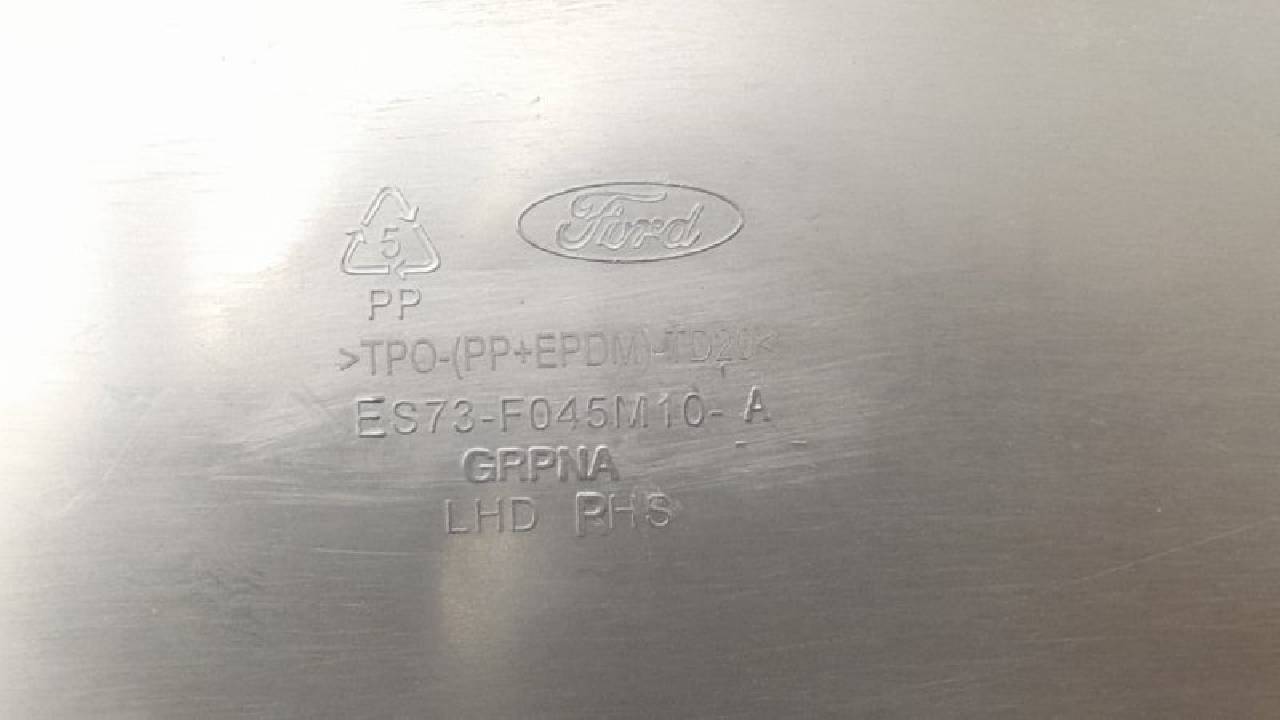 5
Ford
PP
>TPO-(PP+EPDM)-TD20<
ES73-F045M10- A
GRPNA
LHD RHS